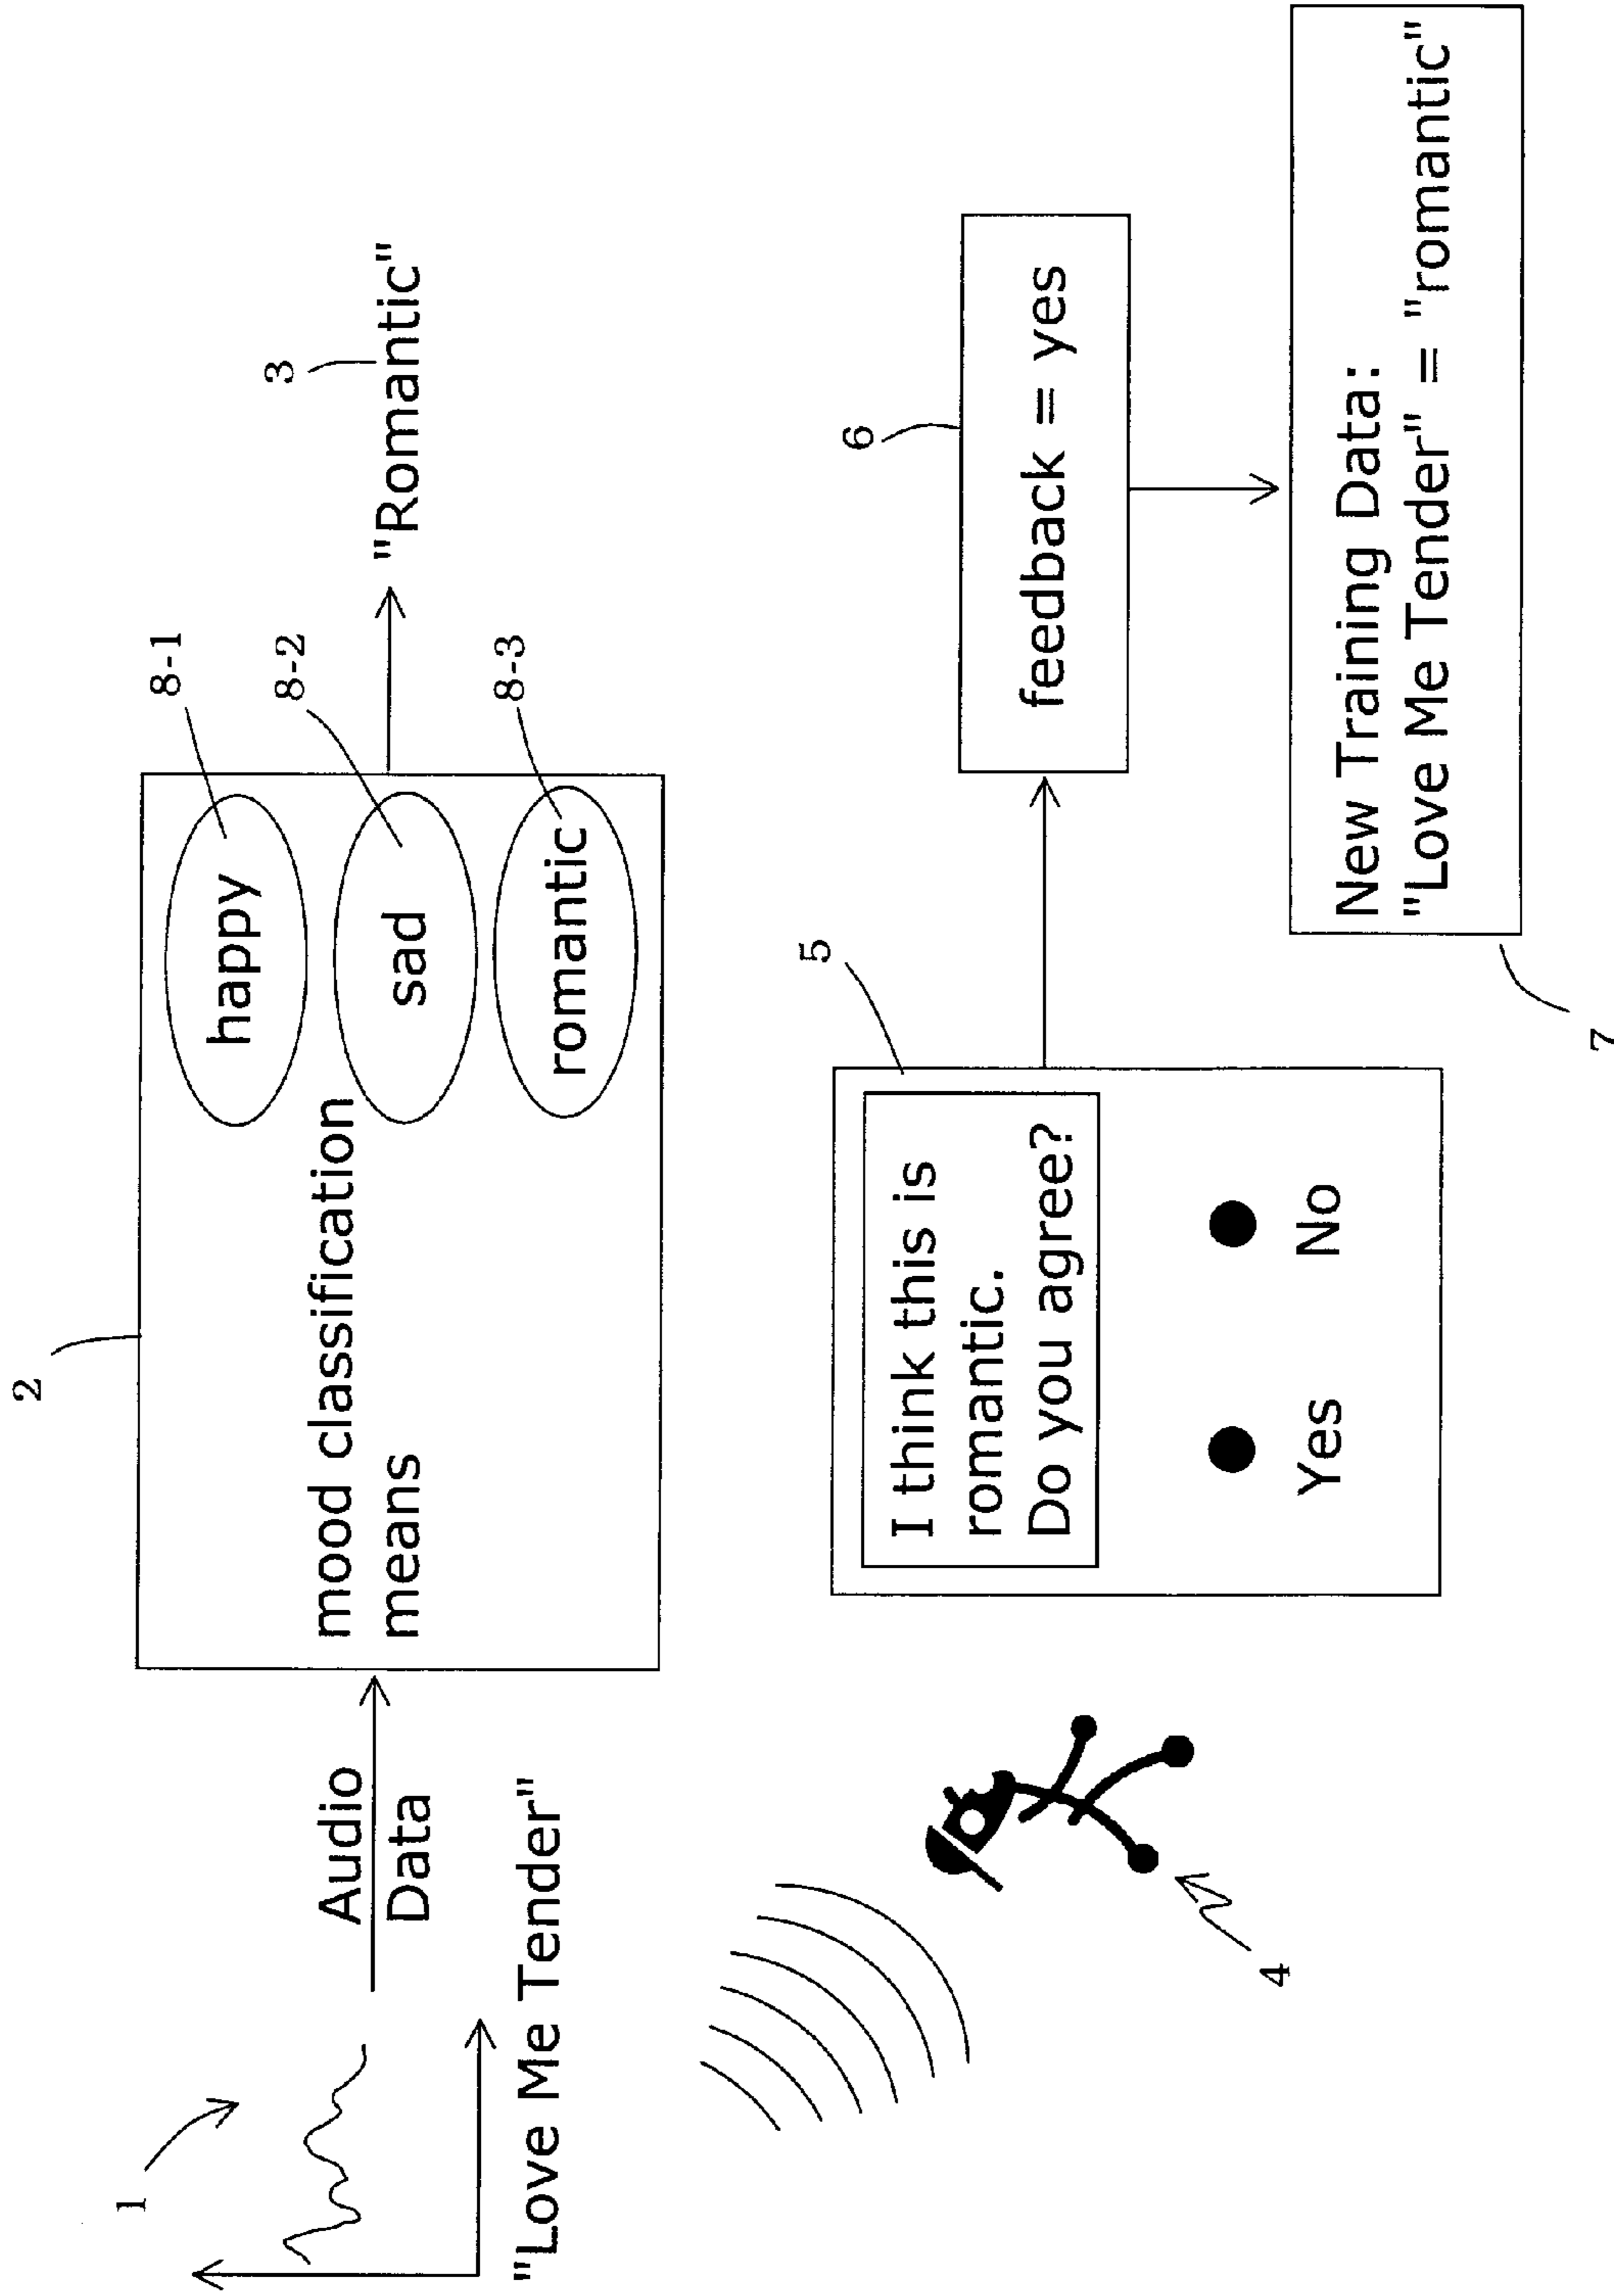 1
"Love Me Tender"
Audio
Data
2
mood classification
means
happy
sad
romantic
8-1
8-2
8-3
3
"Romantic"
4
5
I think this is
romantic.
Do you agree?
Yes
No
6
feedback = yes
New Training Data:
"Love Me Tender" = "romantic"
7